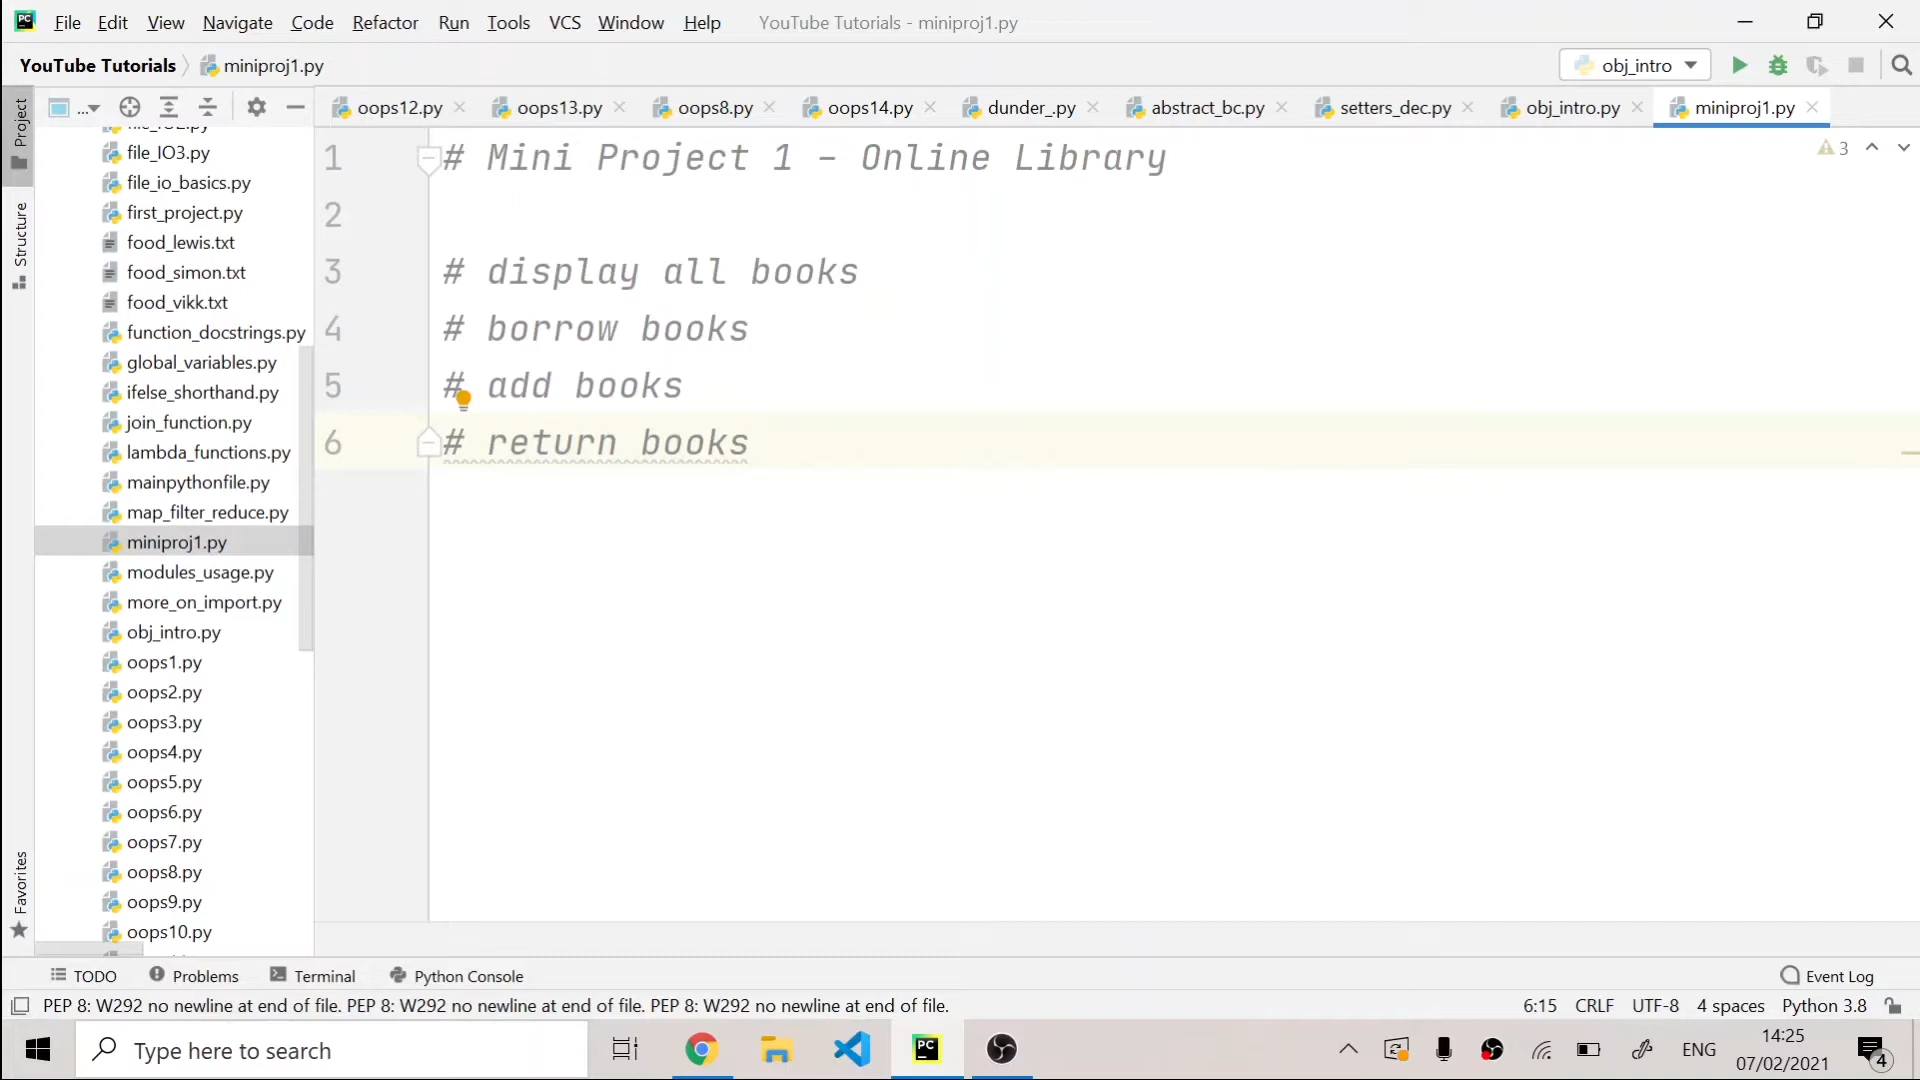 File Edit View Navigate Code Refactor Run Tools VCS Window Help YouTube Tutorials - miniproj1.py
YouTube Tutorials miniproj1.py obj_intro
Project
Structure
Favorites
...
oops12.py oops13.py oops8.py oops14.py dunder_.py abstract_bc.py setters_dec.py obj_intro.py miniproj1.py
file_IO3.py
file_io_basics.py
first_project.py
food_lewis.txt
food_simon.txt
food_vikk.txt
function_docstrings.py
global_variables.py
ifelse_shorthand.py
join_function.py
lambda_functions.py
mainpythonfile.py
map_filter_reduce.py
miniproj1.py
modules_usage.py
more_on_import.py
obj_intro.py
oops1.py
oops2.py
oops3.py
oops4.py
oops5.py
oops6.py
oops7.py
oops8.py
oops9.py
oops10.py
1 # Mini Project 1 - Online Library
2
3 # display all books
4 # borrow books
5 # add books
6 # return books
3
TODO Problems Terminal Python Console Event Log
PEP 8: W292 no newline at end of file. PEP 8: W292 no newline at end of file. PEP 8: W292 no newline at end of file. 6:15 CRLF UTF-8 4 spaces Python 3.8
Type here to search
PC
ENG
14:25
07/02/2021
4